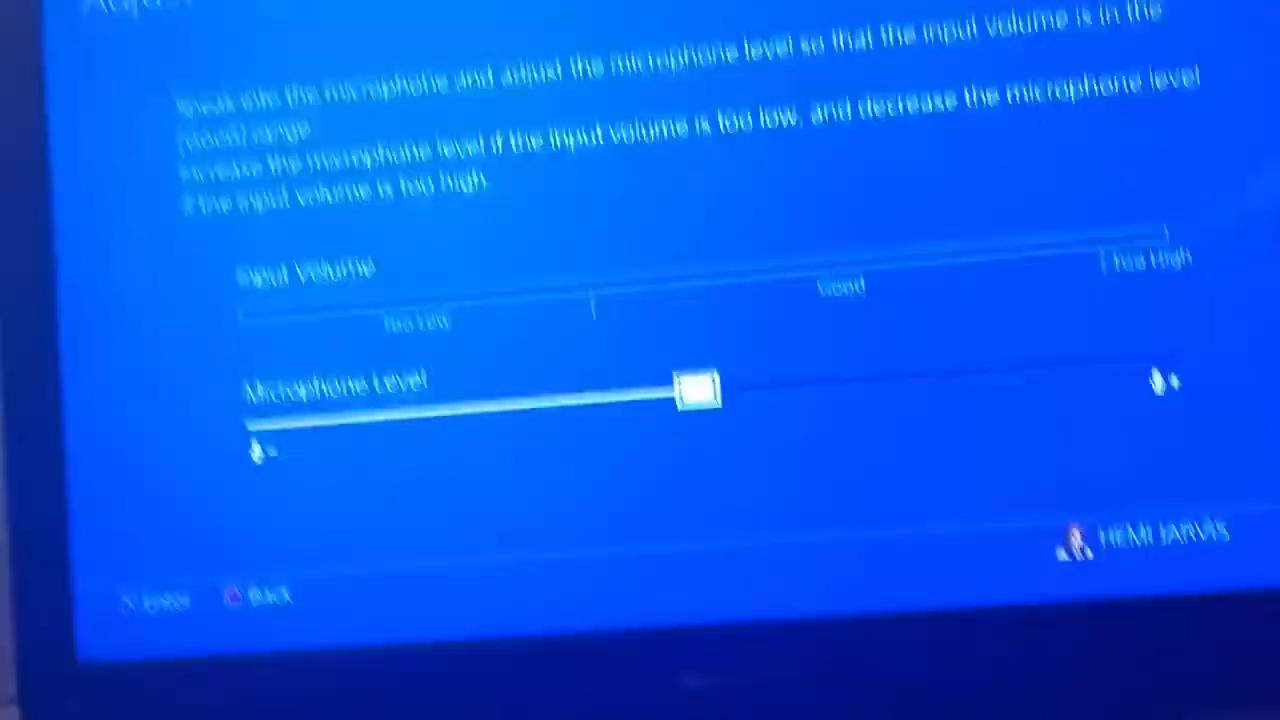 Speak into the microphone and adjust the microphone level so that the input volume is in the
[Good] range.
Increase the microphone level if the input volume is too low, and decrease the microphone level
if the input volume is too high.
Input Volume
Too Low
Good
Too High
Microphone Level
HEMI JARVIS
Enter
Back